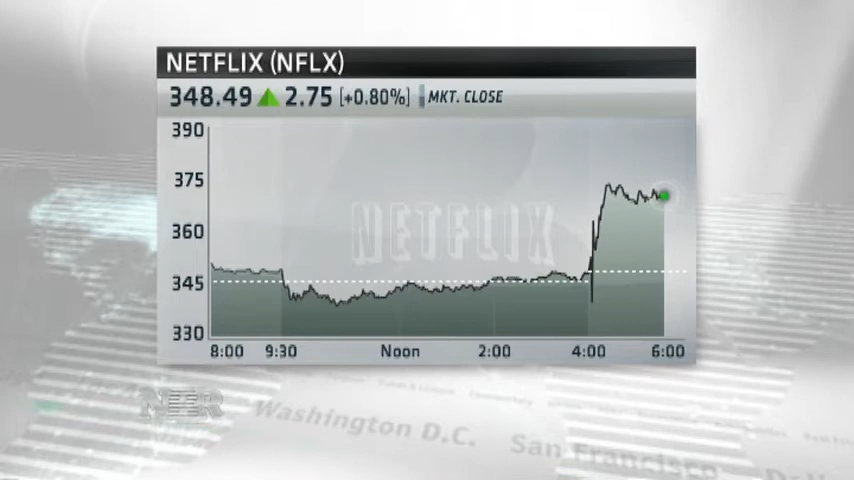 NETFLIX (NFLX)
348.49 2.75 [+0.80%] MKT. CLOSE
390
375
360
345
330
NETFLIX
8:00 9:30 Noon 2:00 4:00 6:00
NBR
Washington D.C.
San Francisco